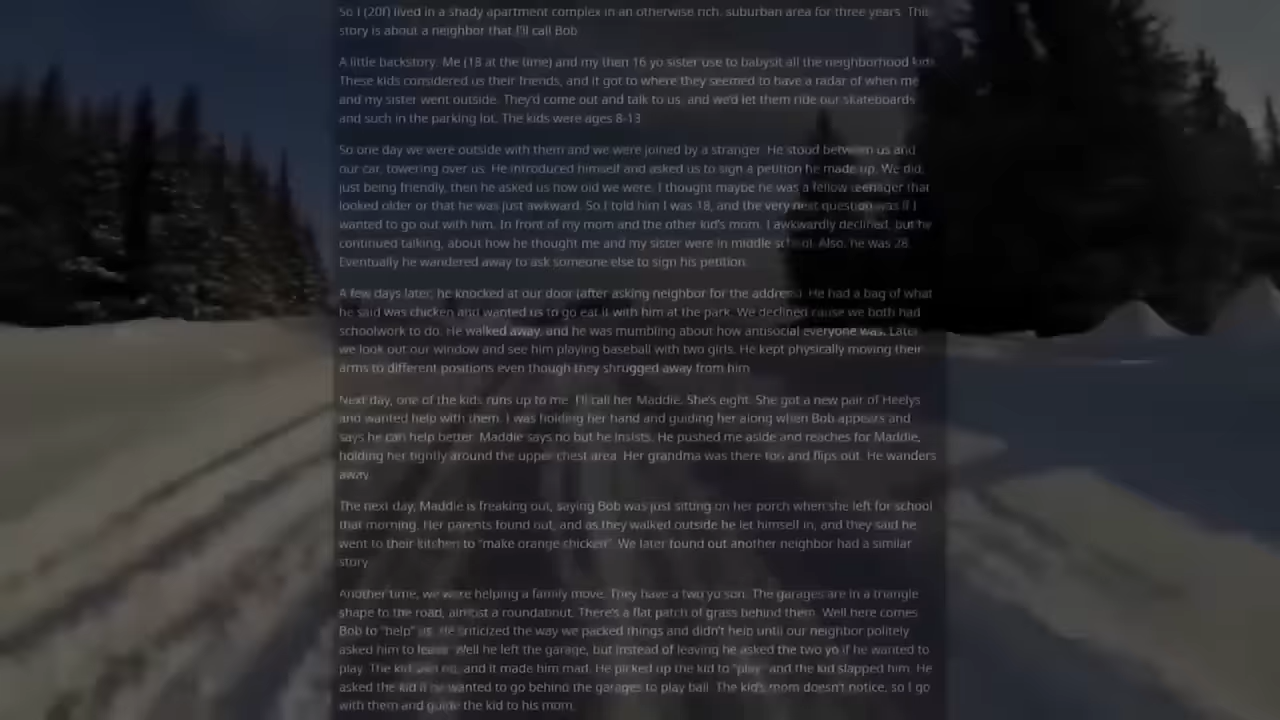 So I (20f) lived in a shady apartment complex in an otherwise rich, suburban area for three years. This
story is about a neighbor that I'll call Bob
A little backstory. Me (18 at the time) and my then 16 yo sister use to babysit all the neighborhood kids
These kids considered us their friends, and it got to where they seemed to have a radar of when me
and my sister went outside. They'd come out and talk to us, and we'd let them ride our skateboards
and such in the parking lot. The kids were ages 8-13
So one day we were outside with them and we were joined by a stranger. He stood between us and
our car, towering over us. He introduced himself and asked us to sign a petition he made up. We did,
just being friendly, then he asked us how old we were. I thought maybe he was a fellow teenager that
looked older or that he was just awkward. So I told him I was 18, and the very next question was if I
wanted to go out with him. In front of my mom and the other kid's mom. I awkwardly declined, but he
continued talking, about how he thought me and my sister were in middle school. Also, he was 28.
Eventually he wandered away to ask someone else to sign his petition.
A few days later, he knocked at our door (after asking neighbor for the address). He had a bag of what
he said was chicken and wanted us to go eat it with him at the park. We declined cause we both had
schoolwork to do. He walked away, and he was mumbling about how antisocial everyone was. Later
we look out our window and see him playing baseball with two girls. He kept physically moving their
arms to different positions even though they shrugged away from him
Next day, one of the kids runs up to me. I'll call her Maddie. She's eight. She got a new pair of Heelys
and wanted help with them. I was holding her hand and guiding her along when Bob appears and
says he can help better. Maddie says no but he insists. He pushed me aside and reaches for Maddie,
holding her tightly around the upper chest area. Her grandma was there too and flips out. He wanders
away.
The next day, Maddie is freaking out, saying Bob was just sitting on her porch when she left for school
that morning. Her parents found out, and as they walked outside he let himself in, and they said he
went to their kitchen to "make orange chicken". We later found out another neighbor had a similar
story
Another time, we were helping a family move. They have a two yo son. The garages are in a triangle
shape to the road, almost a roundabout. There's a flat patch of grass behind them. Well here comes
Bob to "help" us. He criticized the way we packed things and didn't help until our neighbor politely
asked him to leave. Well he left the garage, but instead of leaving he asked the two yo if he wanted to
play. The kid said no, and it made him mad. He picked up the kid to "play" and the kid slapped him. He
asked the kid if he wanted to go behind the garages to play ball. The kid's mom doesn't notice, so I go
with them and guide the kid to his mom.